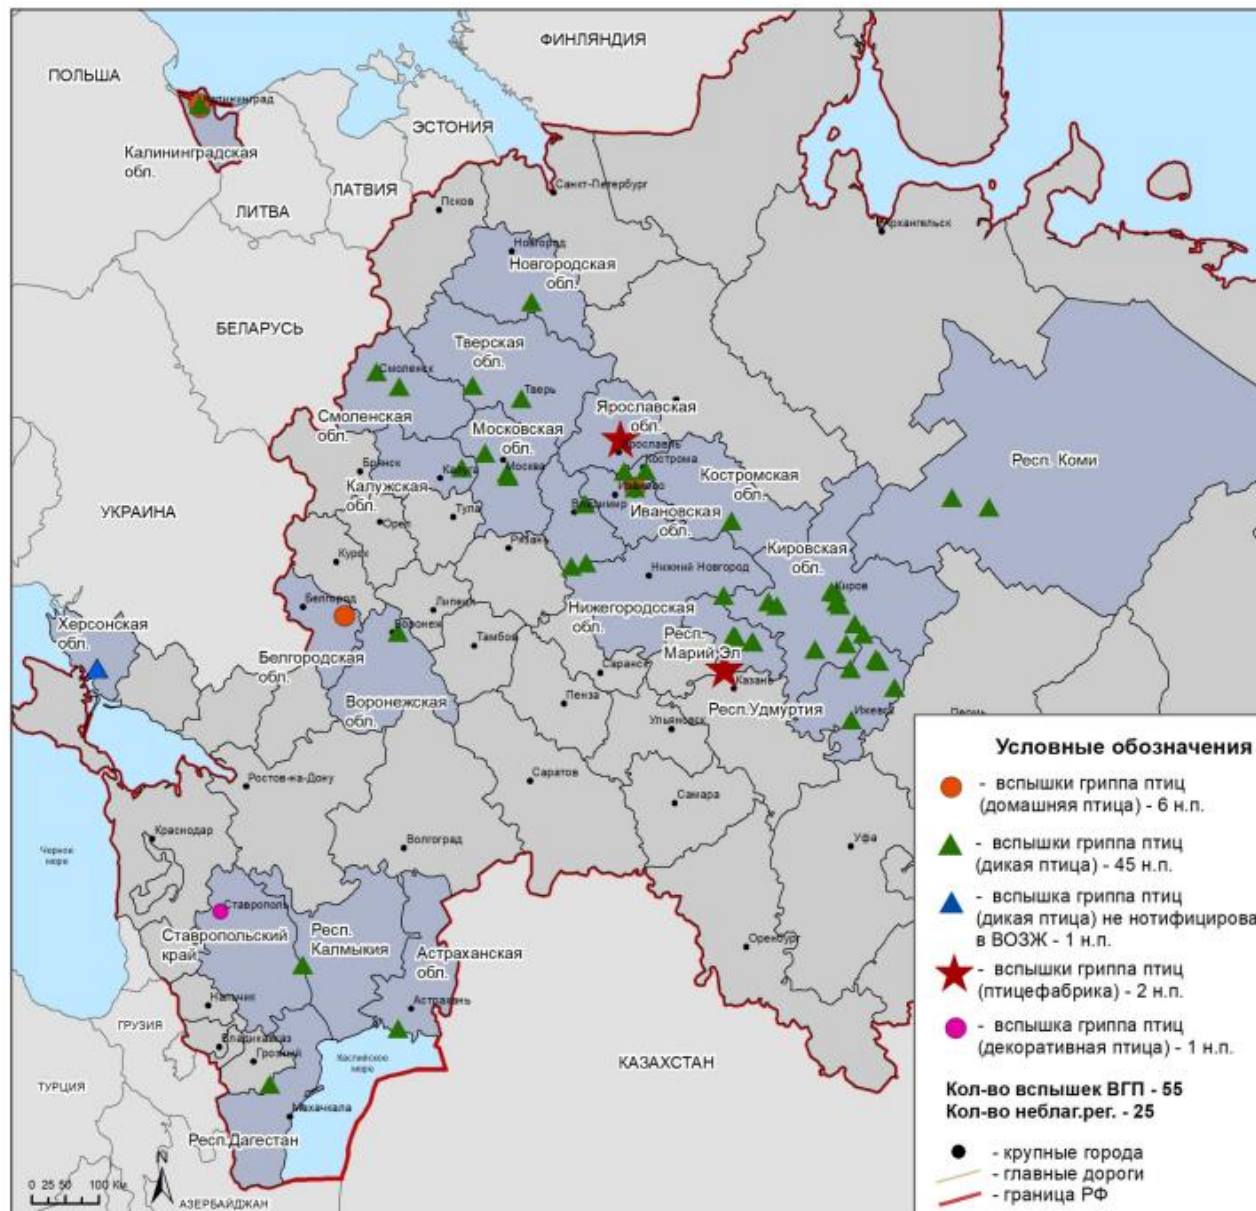 ФИНЛЯНДИЯ
ПОЛЬША
Калининград
ЭСТОНИЯ
Калининградская
обл.
ЛАТВИЯ
Санкт-Петербург
ЛИТВА
Псков
Архангельск
Новгород
Новгородская
обл.
БЕЛАРУСЬ
Тверская
обл.
Смоленск
Тверь
Смоленская
обл.
Ярославская
обл.
Московская
обл.
Ярославль
Брянск
Калуга
Москва
Кострома
Костромская
обл.
Респ. Коми
Калужская
обл.
Иваново
Владимир
Ивановская
обл.
УКРАИНА
Орел
Тула
Рязань
Кировская
обл.
Курск
Нижний Новгород
Киров
Белгород
Липецк
Нижегородская
обл.
Херсонская
обл.
Воронеж
Тамбов
Респ.
Марий Эл
Белгородская
обл.
Саранск
Казань
Воронежская
обл.
Пенза
Респ.Удмуртия
Ижевск
Ульяновск
Пермь
Ростов-на-Дону
Саратов
Самара
Краснодар
Волгоград
Уфа
Черное
море
Ставрополь
Ставропольский
край
Респ.
Калмыкия
Астраханская
обл.
Оренбург
Нальчик
Астрахань
ГРУЗИЯ
Владикавказ
Грозный
Каспийское
море
КАЗАХСТАН
ТУРЦИЯ
Махачкала
Респ.Дагестан
N
0 25 50 100 Км
АЗЕРБАЙДЖАН
Условные обозначения
- вспышки гриппа птиц
(домашняя птица) - 6 н.п.
- вспышки гриппа птиц
(дикая птица) - 45 н.п.
- вспышка гриппа птиц
(дикая птица) не нотифицирова
в ВОЗЖ - 1 н.п.
- вспышки гриппа птиц
(птицефабрика) - 2 н.п.
- вспышка гриппа птиц
(декоративная птица) - 1 н.п.
Кол-во вспышек ВГП - 55
Кол-во неблаг.рег. - 25
- крупные города
- главные дороги
- граница РФ